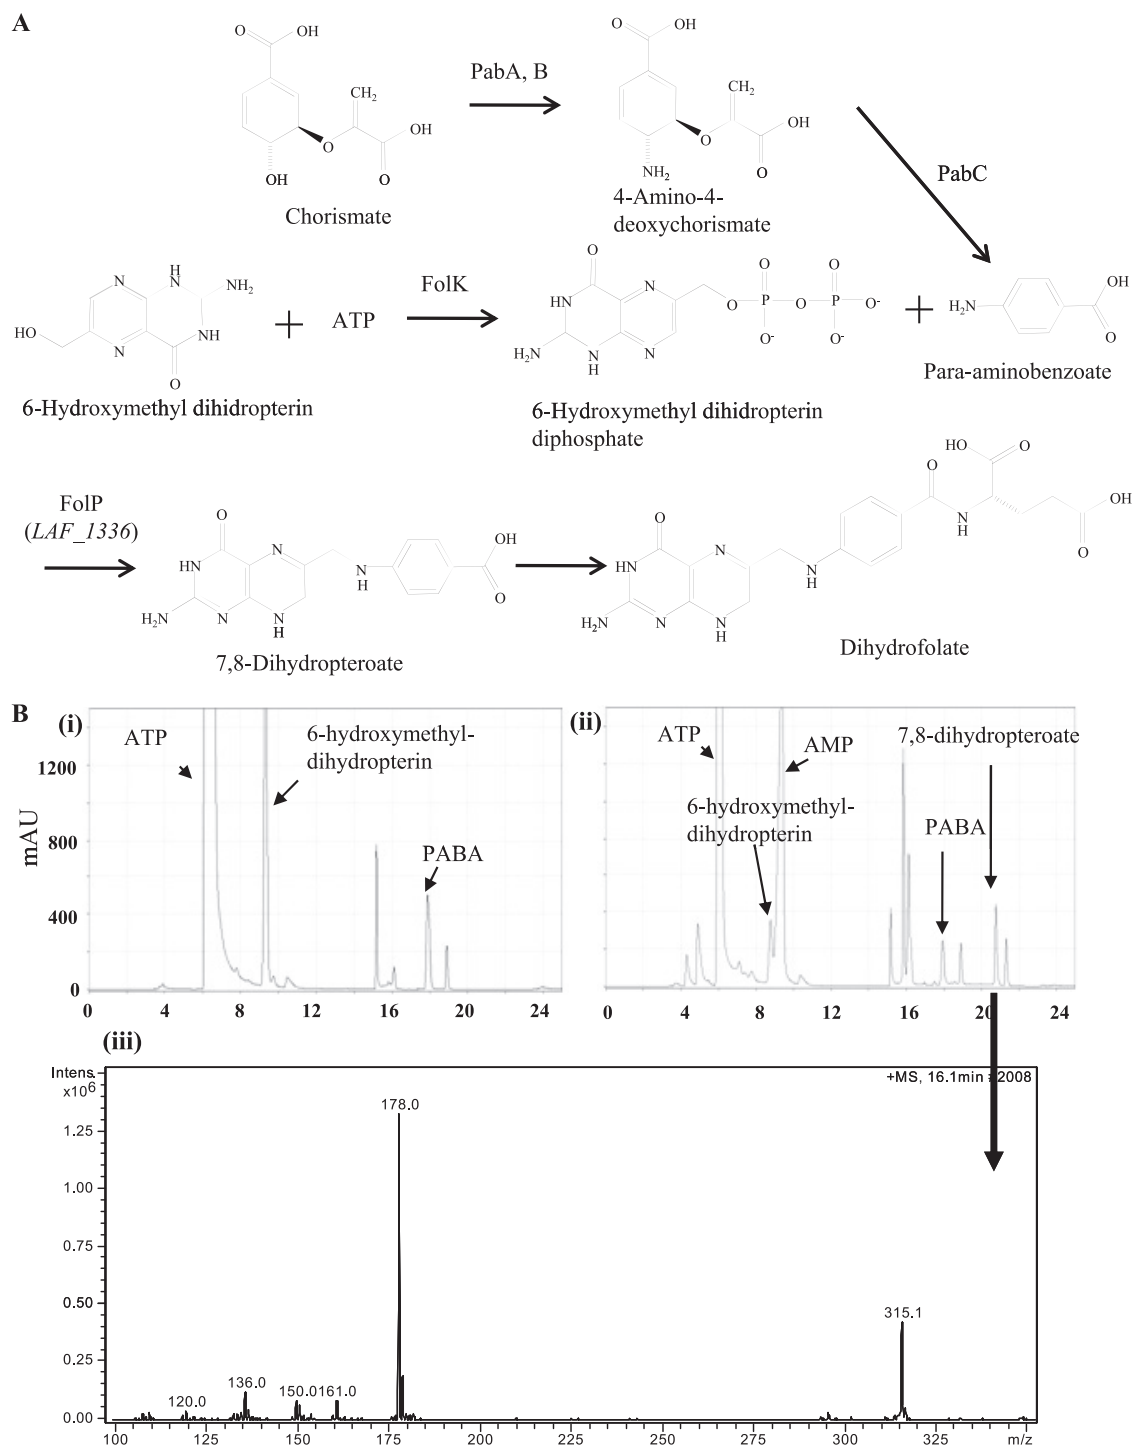 A
O
OH
CH2
O
OH
O
OH
Chorismate
PabA, B
O
OH
CH2
O
OH
O
NH2
4-Amino-4-
deoxychorismate
PabC
N
H
N
NH2
HO
N
NH
O
6-Hydroxymethyl dihidropterin
+
ATP
FolK
O
HN
N
H2N
N
H
N
O
O
P
O-
O
O
P
O-
O-
6-Hydroxymethyl dihidropterin
diphosphate
+
H2N
OH
O
Para-aminobenzoate
FolP
(LAF_1336)
O
HN
N
H2N
N
N
H
N
H
OH
O
7,8-Dihydropteroate
O
HN
N
H2N
N
N
H
N
H
O
N
H
HO
O
OH
O
Dihydrofolate
B
(i)
ATP
6-hydroxymethyl-
dihydropterin
PABA
mAU
1200
800
400
0
0 4 8 12 16 20 24
(ii)
ATP
AMP
7,8-dihydropteroate
6-hydroxymethyl-
dihydropterin
PABA
0 4 8 12 16 20 24
(iii)
Intens.
x10⁶
+MS, 16.1min #2008
178.0
315.1
136.0
120.0
150.0
161.0
1.25
1.00
0.75
0.50
0.25
0.00
100 125 150 175 200 225 250 275 300 325 m/z